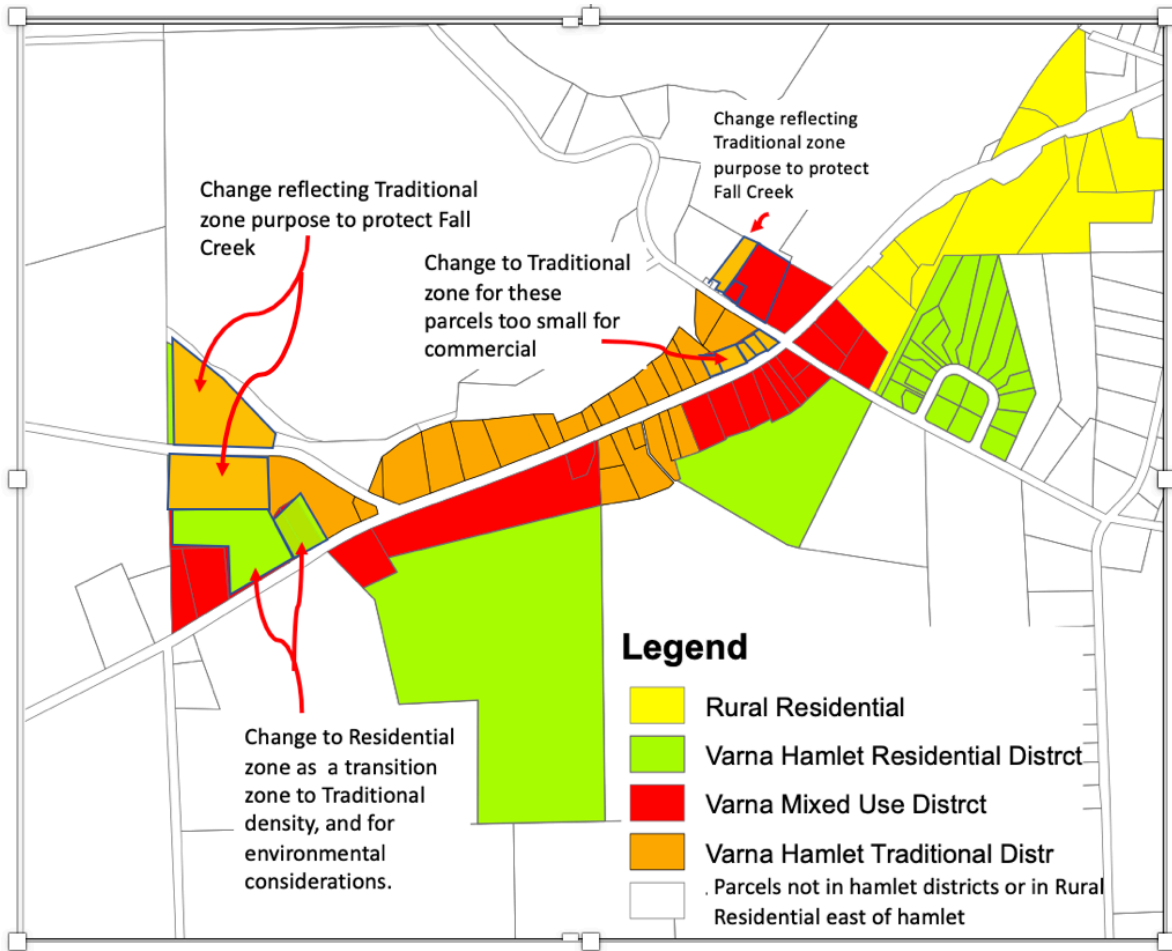 Change reflecting
Traditional zone
purpose to protect
Fall Creek
Change reflecting Traditional
zone purpose to protect Fall
Creek
Change to Traditional
zone for these
parcels too small for
commercial
Change to Residential
zone as a transition
zone to Traditional
density, and for
environmental
considerations.
Legend
Rural Residential
Varna Hamlet Residential Distrct
Varna Mixed Use Distrct
Varna Hamlet Traditional Distr
. Parcels not in hamlet districts or in Rural
Residential east of hamlet